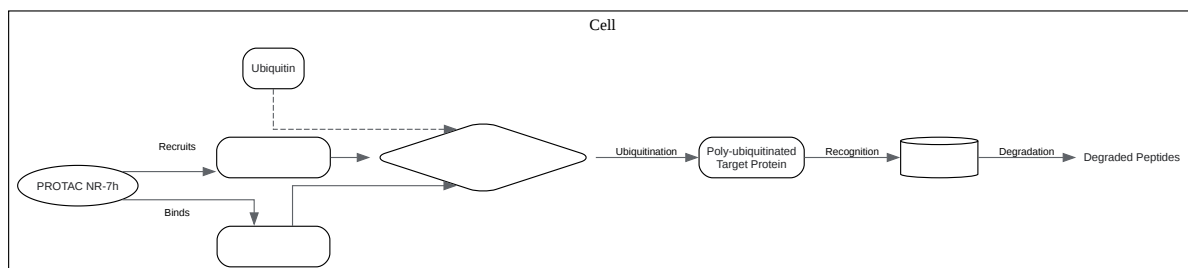 Cell
Ubiquitin
Recruits
PROTAC NR-7h
Binds
Ubiquitination
Poly-ubiquitinated
Target Protein
Recognition
Degradation
Degraded Peptides